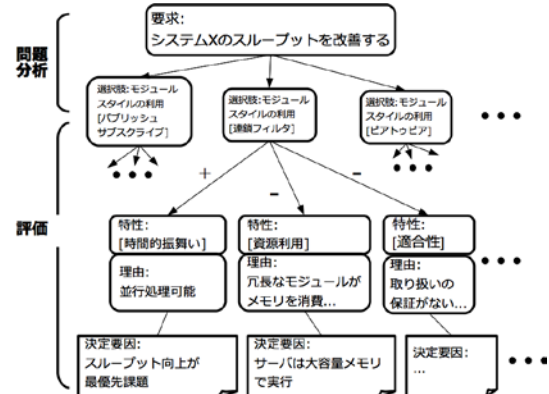 要求:
システムXのスループットを改善する
問題
分析
選択肢:モジュール
スタイルの利用
[パブリッシュ
サブスクライブ]
選択肢:モジュール
スタイルの利用
[連鎖フィルタ]
選択肢:モジュール
スタイルの利用
[ピアトゥピア]
●●●
●●●
●●●
+
-
-
評価
特性:
[時間的振舞い]
特性:
[資源利用]
特性:
[適合性]
理由:
並行処理可能
理由:
冗長なモジュールが
メモリを消費...
理由:
取り扱いの
保証がない...
●●●
決定要因:
スループット向上が
最優先課題
決定要因:
サーバは大容量メモリ
で実行
決定要因:
...
●●●